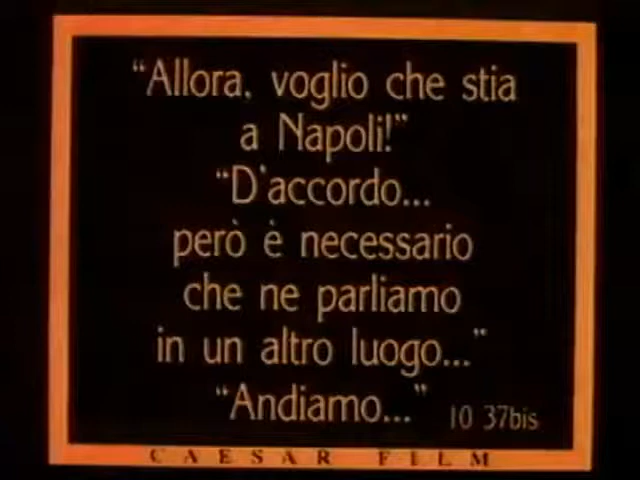 “Allora, voglio che stia
a Napoli!”
“D'accordo...
però è necessario
che ne parliamo
in un altro luogo...”
“Andiamo...”
10 37bis
CAESAR FILM